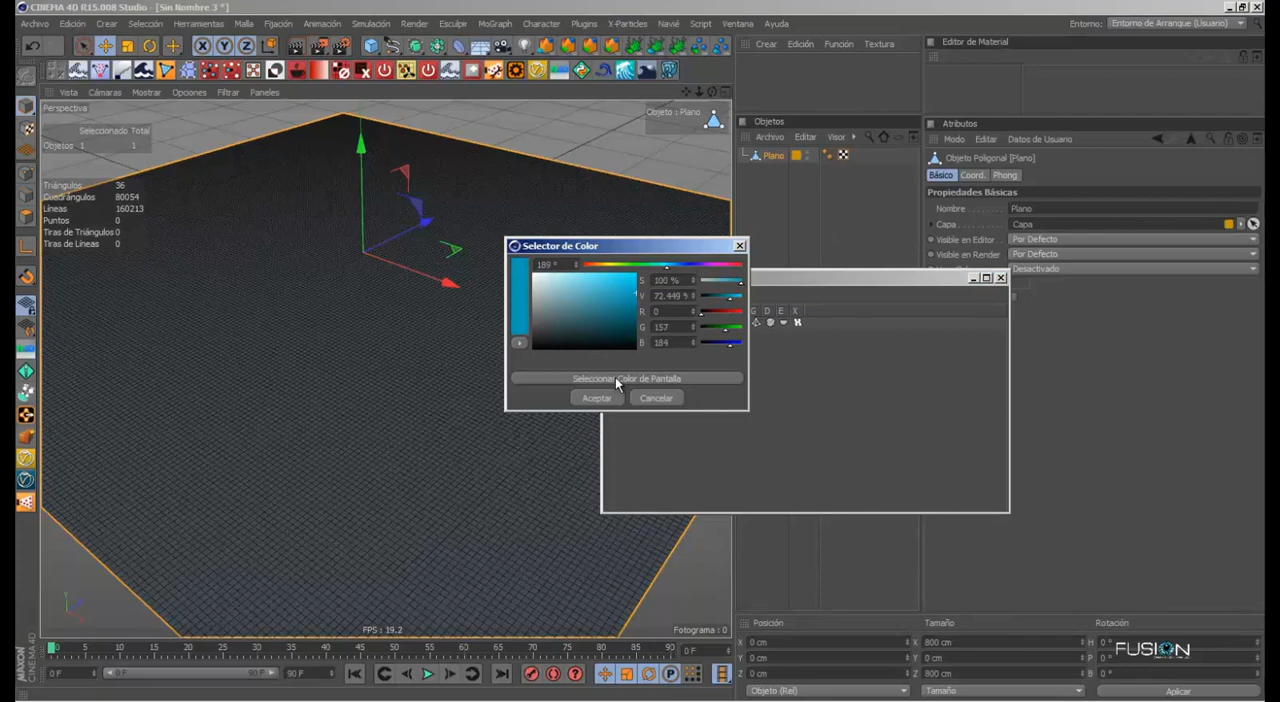 CINEMA 4D R15.008 Studio - [Sin Nombre 3 *]
Archivo Edición Crear Selección Herramientas Malla Fijación Animación Simulación Render Esculpir MoGraph Character Plugins X-Particles Navié Script Ventana Ayuda
Entorno: Entorno de Arranque (Usuario)
Crear Edición Función Textura
Editor de Material
Vista Cámaras Mostrar Opciones Filtrar Paneles
Perspectiva
Objeto : Plano
Seleccionado Total
Objetos 1 1
Triángulos 36
Cuadrángulos 80054
Líneas 160213
Puntos 0
Tiras de Triángulos 0
Tiras de Líneas 0
Objetos
Archivo Editar Visor
Plano
Atributos
Modo Editar Datos de Usuario
Objeto Poligonal [Plano]
Básico Coord. Phong
Propiedades Básicas
Nombre Plano
Capa Capa
Visible en Editor Por Defecto
Visible en Render Por Defecto
Desactivado
Selector de Color
189 °
S 100 %
V 72.449 %
R 0
G 157
B 184
Seleccionar Color de Pantalla
Aceptar Cancelar
G D E X
FPS : 19.2
Fotograma : 0
0 5 10 15 20 25 30 35 40 45 50 55 60 65 70 75 80 85 90
0 F
0 F 0 F 90 F 90 F
Y
MAXON CINEMA 4D
Posición Tamaño Rotación
X 0 cm X 800 cm H 0 °
Y 0 cm Y 0 cm P 0 °
Z 0 cm Z 800 cm B 0 °
Objeto (Rel) Tamaño Aplicar
FUSION